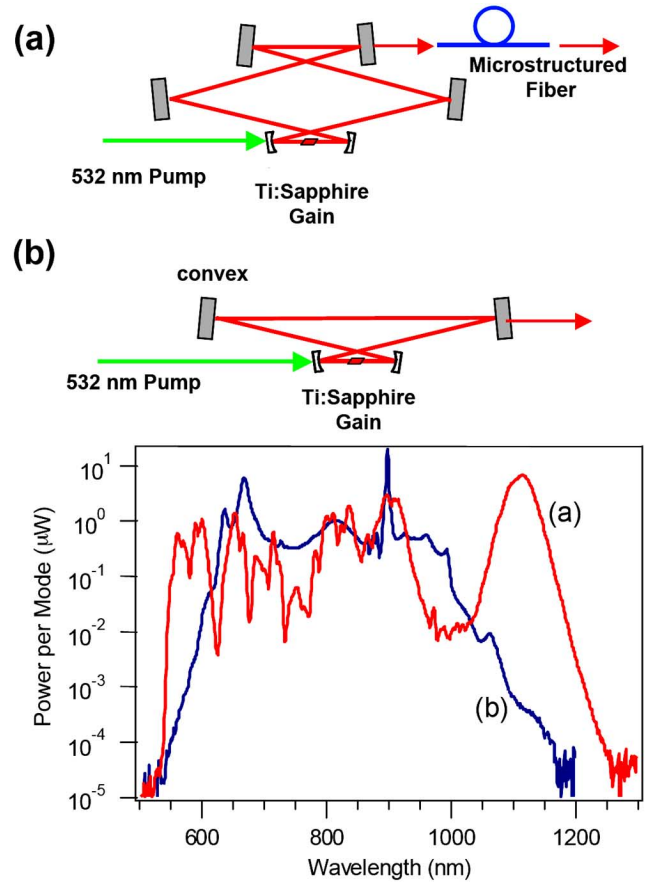 (a)
Microstructured
Fiber
532 nm Pump
Ti:Sapphire
Gain
(b)
convex
532 nm Pump
Ti:Sapphire
Gain
Power per Mode (µW)
10¹
10⁰
10⁻¹
10⁻²
10⁻³
10⁻⁴
10⁻⁵
(a)
(b)
600 800 1000 1200
Wavelength (nm)